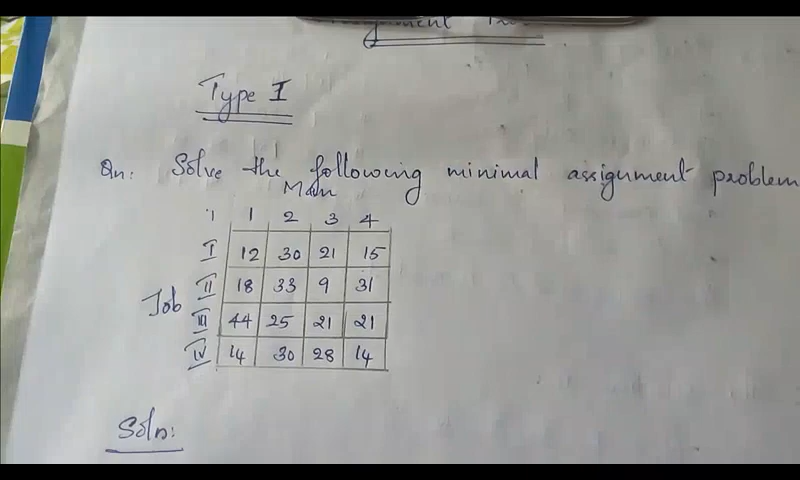 Type I
Qn: Solve the following minimal assignment problem
Man
1 2 3 4
I 12 30 21 15
II 18 33 9 31
Job
III 44 25 21 21
IV 14 30 28 14
Soln: